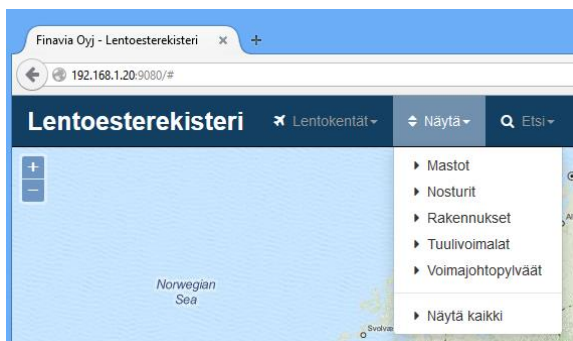 Finavia Oyj - Lentoesterekisteri
192.168.1.20:9080/#
Lentoesterekisteri Lentokentät Näytä Etsi
Mastot
Nosturit
Rakennukset
Tuulivoimalat
Voimajohtopylväät
Näytä kaikki
Norwegian
Sea